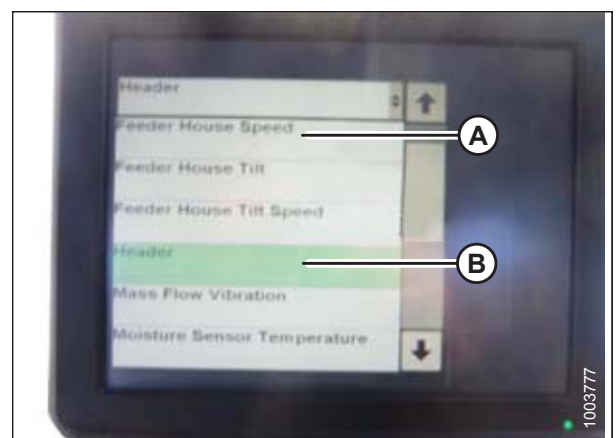 Header
Feeder House Speed
A
Feeder House Tilt
Feeder House Tilt Speed
Header
B
Mass Flow Vibration
Moisture Sensor Temperature
1003777